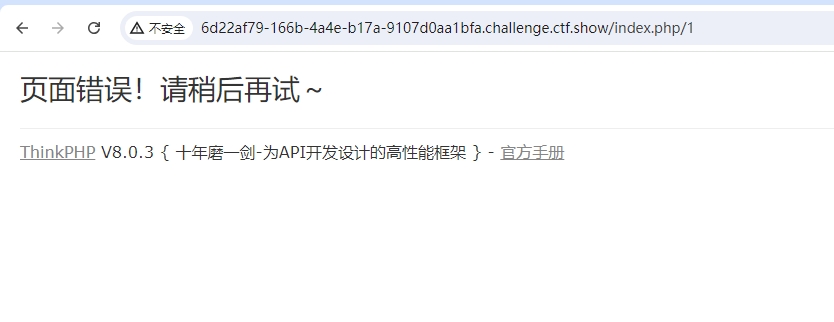 不安全 6d22af79-166b-4a4e-b17a-9107d0aa1bfa.challenge.ctf.show/index.php/1
页面错误！请稍后再试～
ThinkPHP V8.0.3 { 十年磨一剑-为API开发设计的高性能框架 } - 官方手册